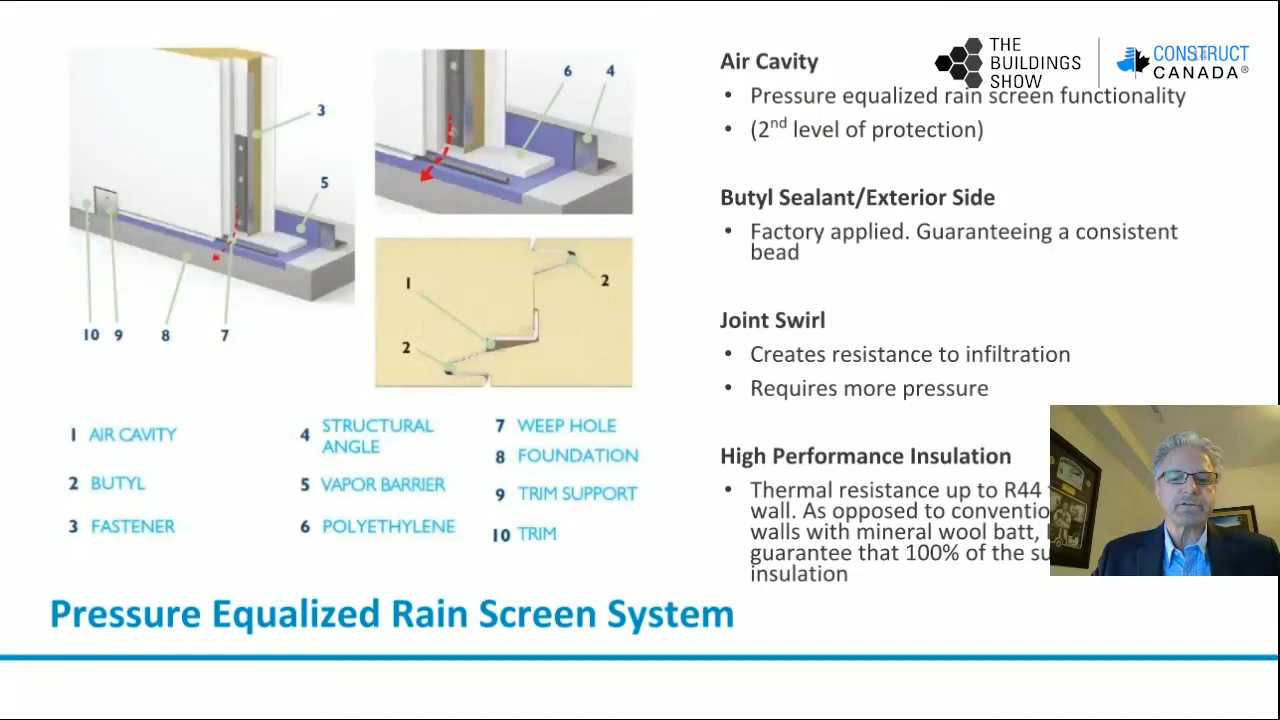 THE
BUILDINGS
SHOW
CONSTRUCT
CANADA®
Air Cavity
• Pressure equalized rain screen functionality
• (2nd level of protection)
Butyl Sealant/Exterior Side
• Factory applied. Guaranteeing a consistent
bead
Joint Swirl
• Creates resistance to infiltration
• Requires more pressure
High Performance Insulation
• Thermal resistance up to R44
wall. As opposed to conventio
walls with mineral wool batt,
guarantee that 100% of the su
insulation
3
5
10 9 8 7
6 4
1
2
2
1 AIR CAVITY
2 BUTYL
3 FASTENER
4 STRUCTURAL
ANGLE
5 VAPOR BARRIER
6 POLYETHYLENE
7 WEEP HOLE
8 FOUNDATION
9 TRIM SUPPORT
10 TRIM
Pressure Equalized Rain Screen System